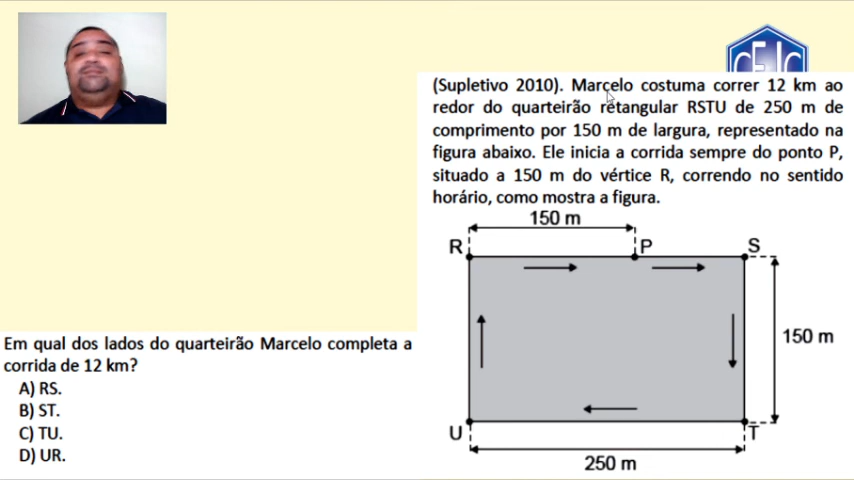 CEJC
(Supletivo 2010). Marcelo costuma correr 12 km ao
redor do quarteirão retangular RSTU de 250 m de
comprimento por 150 m de largura, representado na
figura abaixo. Ele inicia a corrida sempre do ponto P,
situado a 150 m do vértice R, correndo no sentido
horário, como mostra a figura.
150 m
R
P
S
150 m
U
T
250 m
Em qual dos lados do quarteirão Marcelo completa a
corrida de 12 km?
A) RS.
B) ST.
C) TU.
D) UR.